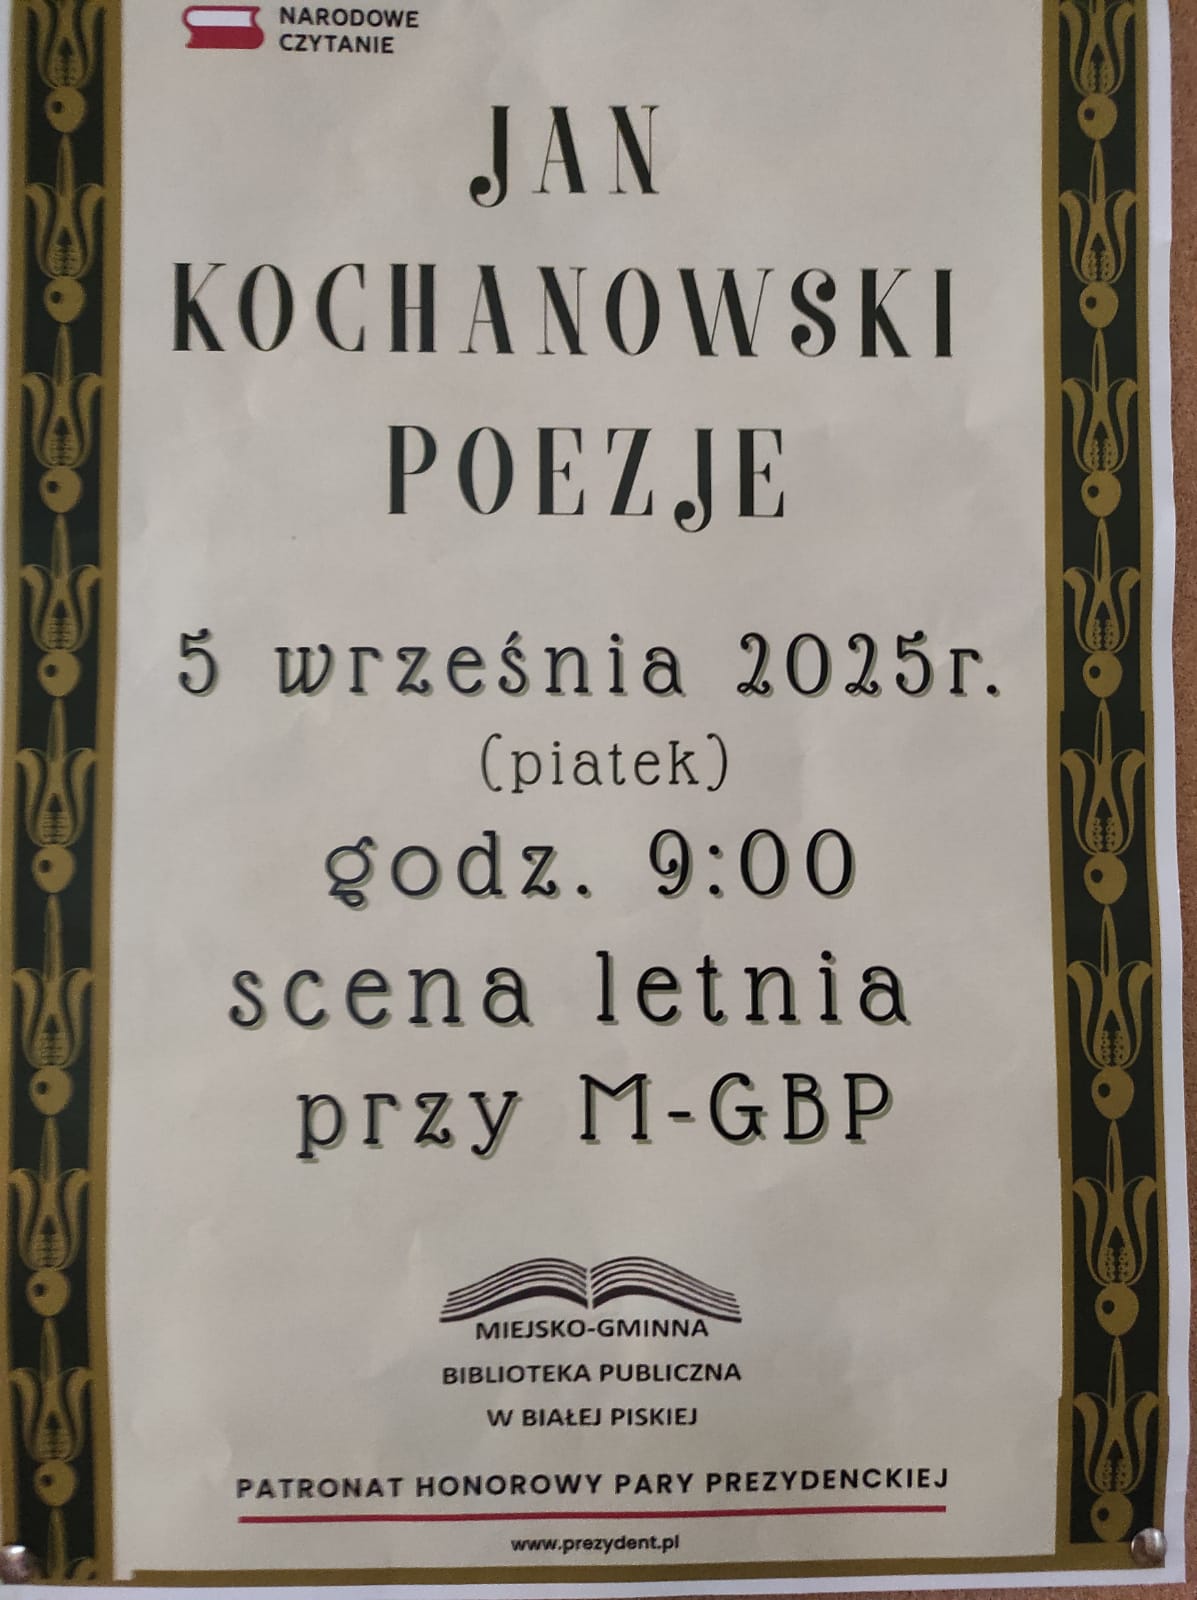 NARODOWE
CZYTANIE
JAN
KOCHANOWSKI
POEZJE
5 września 2025r.
(piatek)
godz. 9:00
scena letnia
przy M-GBP
MIEJSKO-GMINNA
BIBLIOTEKA PUBLICZNA
W BIAŁEJ PISKIEJ
PATRONAT HONOROWY PARY PREZYDENCKIEJ
www.prezydent.pl